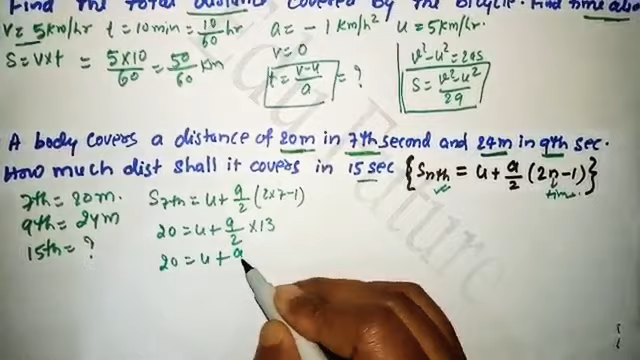 Find the total distance covered by the bicycle. Find time also
V= 5km/hr t=10min = 10/60 hr a= -1 km/h² u = 5km/hr.
S= v×t = 5×10/60 = 50/60 km v=0 v²-u²=2as
t = v-u/a = ? S= v²-u²/2a
A body covers a distance of 20m in 7th second and 24m in 9th sec.
How much dist shall it covers in 15 sec {Snth = u + a/2 (2n-1)}
time.
7th = 20m. S7th = u + a/2 (2×7-1)
9th = 24m 20 = u + a/2 ×13
15th = ? 20 = u + a
Edu Future